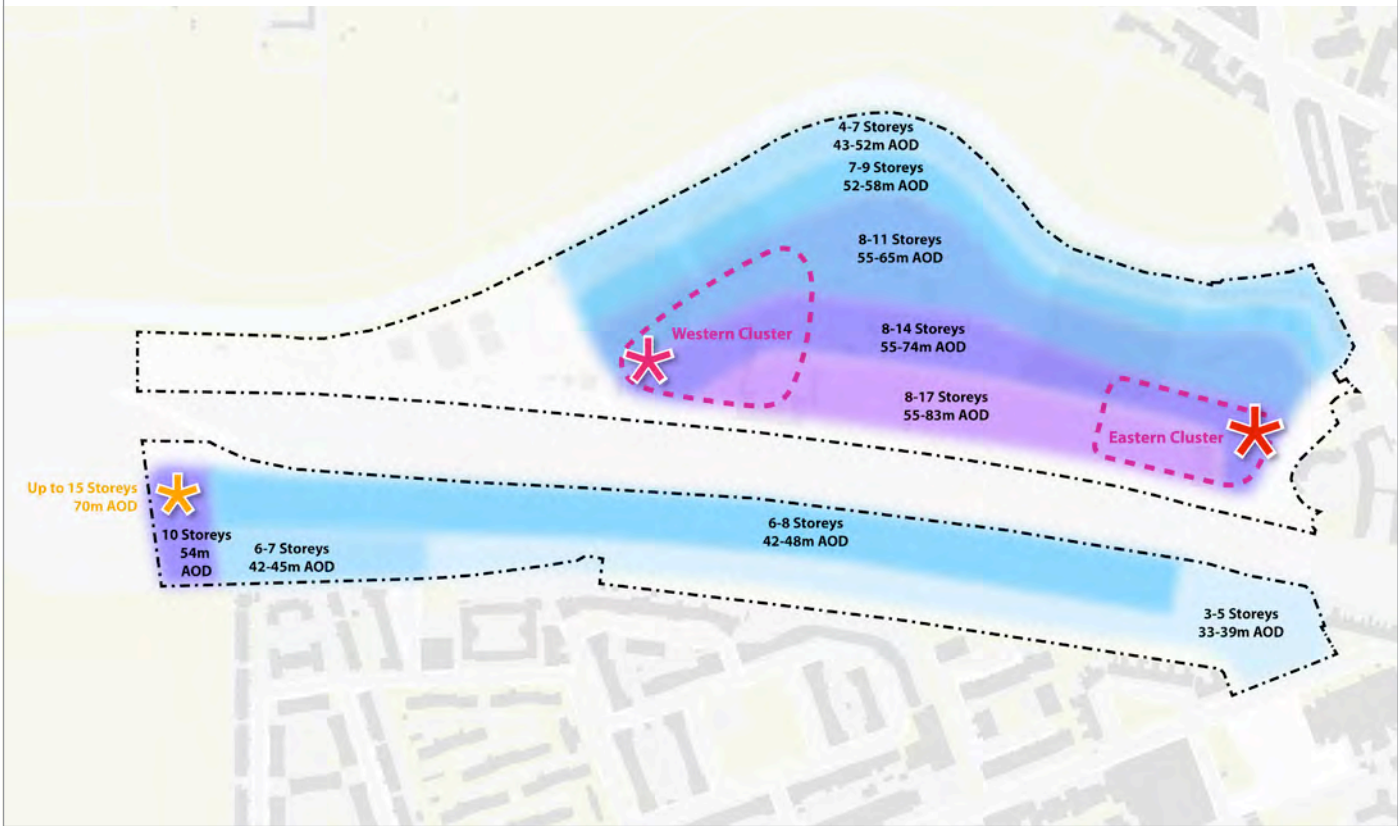 4-7 Storeys
43-52m AOD
7-9 Storeys
52-58m AOD
8-11 Storeys
55-65m AOD
Western Cluster
8-14 Storeys
55-74m AOD
8-17 Storeys
55-83m AOD
Eastern Cluster
Up to 15 Storeys
70m AOD
10 Storeys
54m
AOD
6-7 Storeys
42-45m AOD
6-8 Storeys
42-48m AOD
3-5 Storeys
33-39m AOD